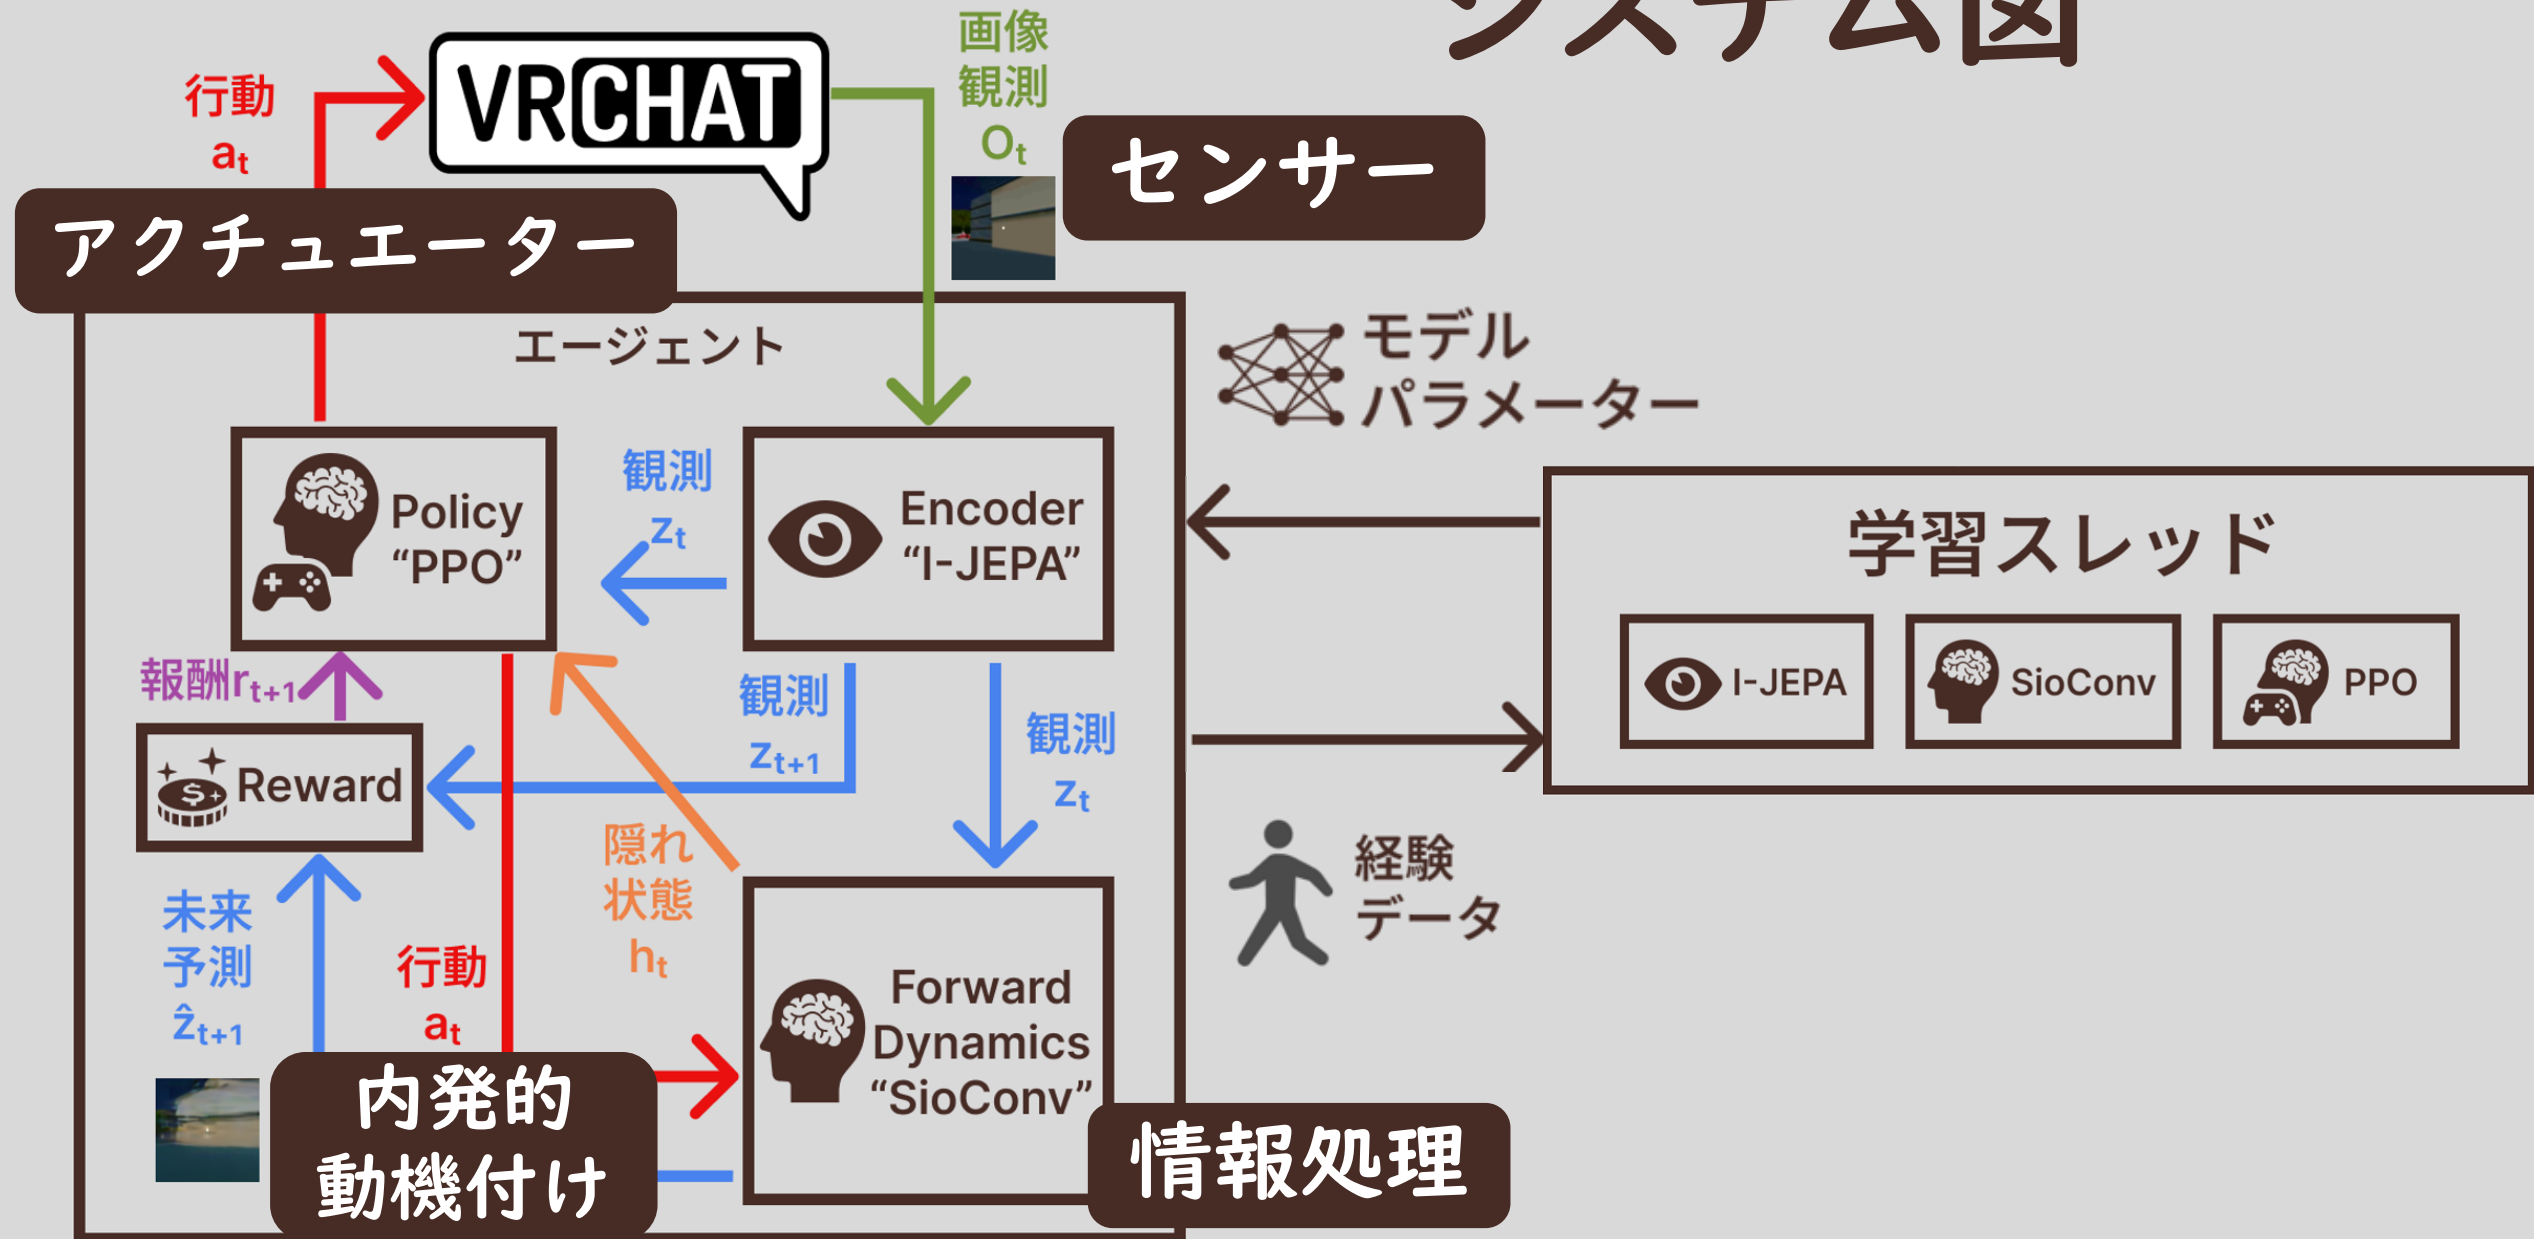 システム図
行動
at
VRCHAT
画像
観測
Ot
センサー
アクチュエーター
エージェント
Policy
“PPO”
観測
zt
Encoder
“I-JEPA”
モデル
パラメーター
学習スレッド
I-JEPA
SioConv
PPO
報酬rt+1
Reward
観測
zt+1
観測
zt
隠れ
状態
ht
経験
データ
未来
予測
ẑt+1
行動
at
Forward
Dynamics
“SioConv”
内発的
動機付け
情報処理